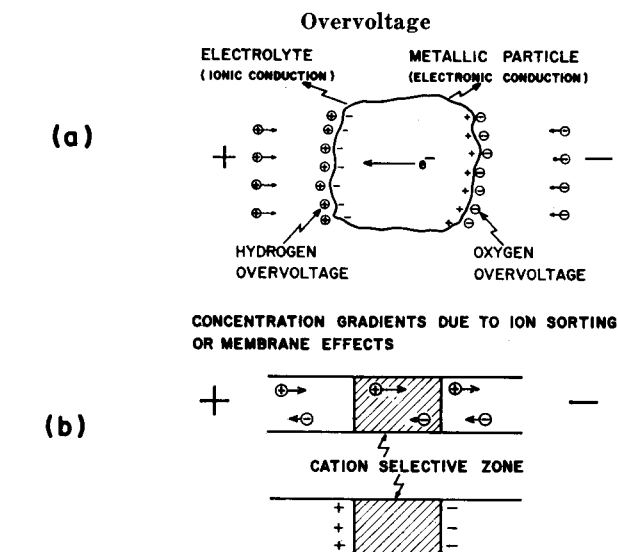 Overvoltage
ELECTROLYTE
(IONIC CONDUCTION)
METALLIC PARTICLE
(ELECTRONIC CONDUCTION)
(a)
+
e⁻
—
HYDROGEN
OVERVOLTAGE
OXYGEN
OVERVOLTAGE
CONCENTRATION GRADIENTS DUE TO ION SORTING
OR MEMBRANE EFFECTS
(b)
+
—
CATION SELECTIVE ZONE
+ —
+ —
+ —